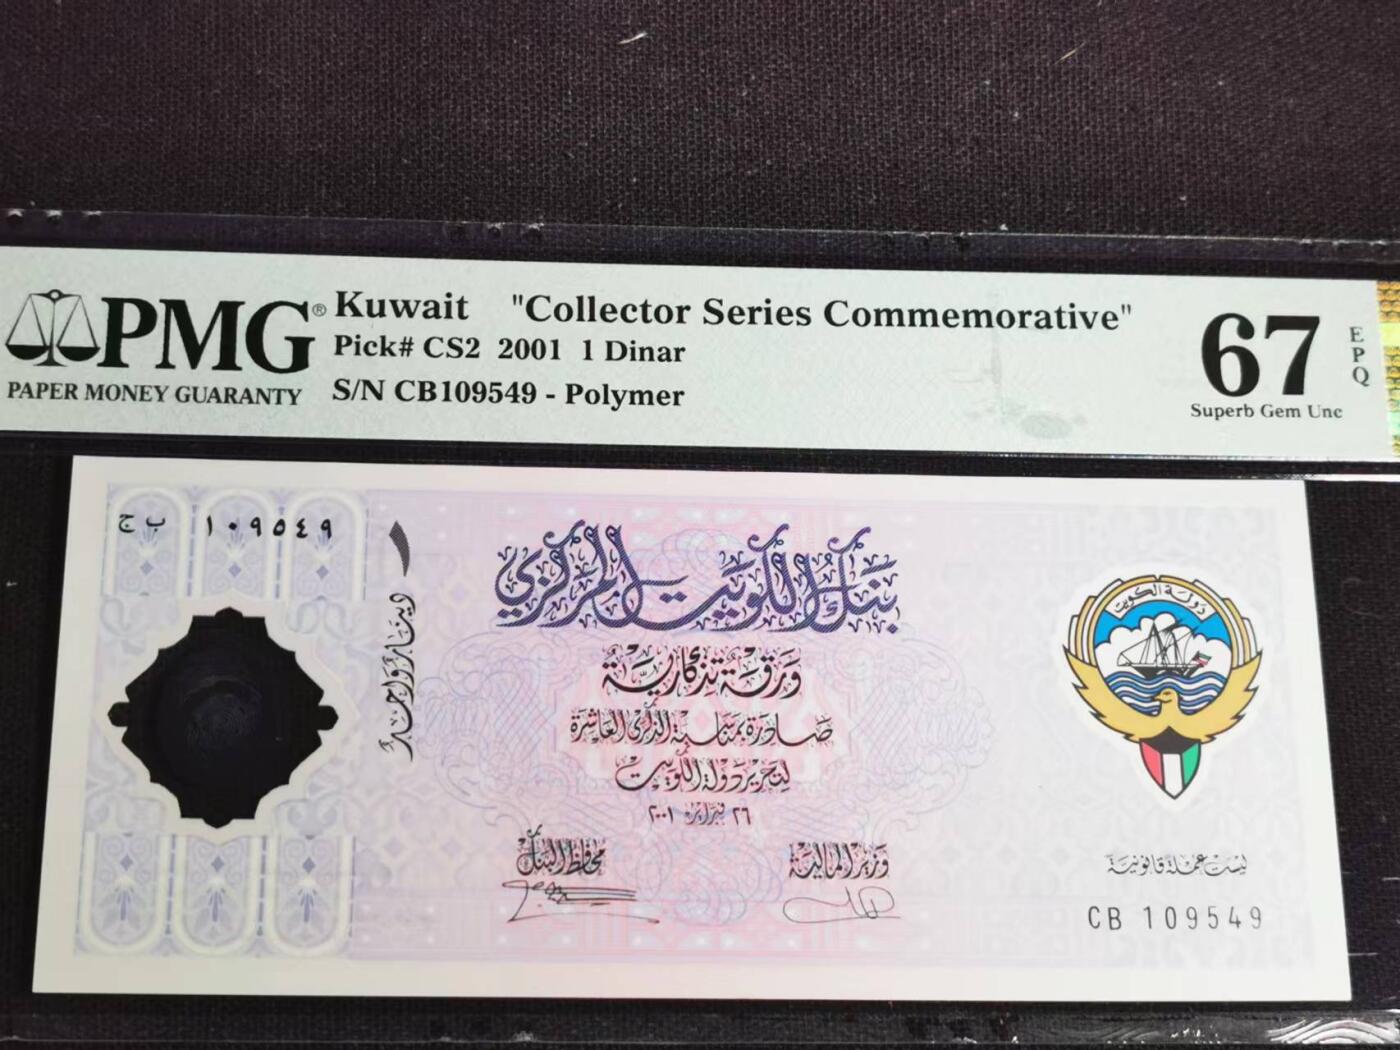 PMG®
PAPER MONEY GUARANTY
Kuwait "Collector Series Commemorative"
Pick# CS2 2001 1 Dinar
S/N CB109549 - Polymer
67
EPQ
Superb Gem Unc
ج ب ١٠٩٥٤٩
١
دينار واحد
بنك الكويت المركزي
ورقة تذكارية
صادرة بمناسبة الذكرى العاشرة
لتحرير دولة الكويت
٢٦ فبراير ٢٠٠١
وزير المالية
محافظ البنك
دولة الكويت
ليست عملة قانونية
CB 109549